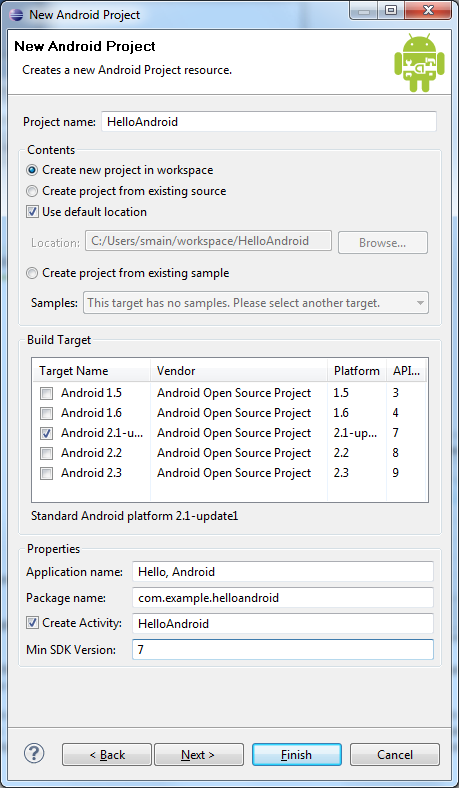 New Android Project
New Android Project
Creates a new Android Project resource.
Project name: HelloAndroid
Contents
Create new project in workspace
Create project from existing source
Use default location
Location: C:/Users/smain/workspace/HelloAndroid Browse...
Create project from existing sample
Samples: This target has no samples. Please select another target.
Build Target
Target Name Vendor Platform API...
Android 1.5 Android Open Source Project 1.5 3
Android 1.6 Android Open Source Project 1.6 4
Android 2.1-u... Android Open Source Project 2.1-up... 7
Android 2.2 Android Open Source Project 2.2 8
Android 2.3 Android Open Source Project 2.3 9
Standard Android platform 2.1-update1
Properties
Application name: Hello, Android
Package name: com.example.helloandroid
Create Activity: HelloAndroid
Min SDK Version: 7
? < Back Next > Finish Cancel